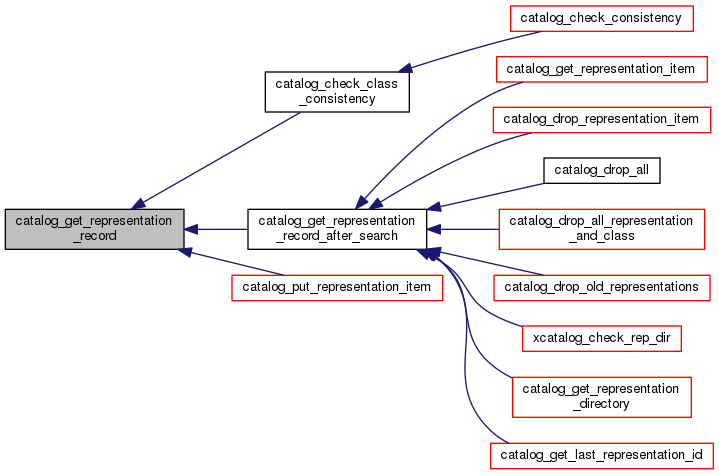 catalog_check_consistency
catalog_check_class
_consistency
catalog_get_representation_item
catalog_drop_representation_item
catalog_drop_all
catalog_get_representation
_record
catalog_get_representation
_record_after_search
catalog_drop_all_representation
_and_class
catalog_put_representation_item
catalog_drop_old_representations
xcatalog_check_rep_dir
catalog_get_representation
_directory
catalog_get_last_representation_id